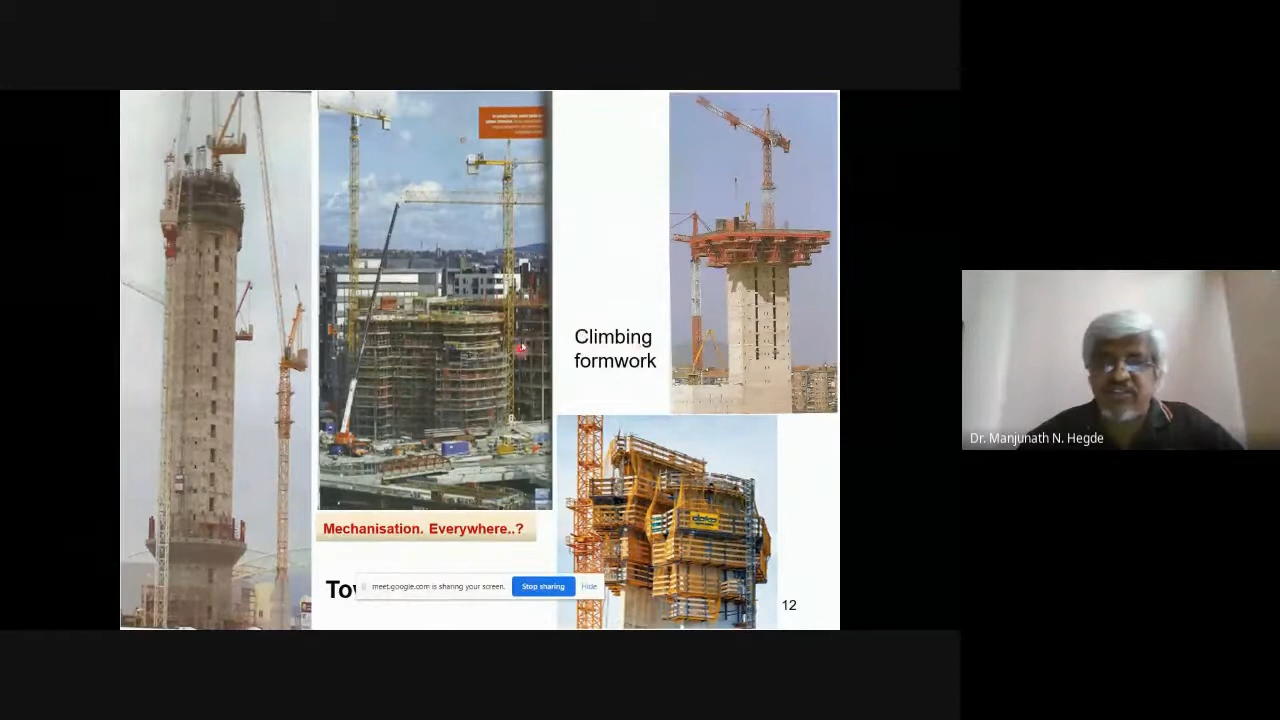 Climbing
formwork
Mechanisation. Everywhere..?
To
meet.google.com is sharing your screen.
Stop sharing
Hide
12
Dr. Manjunath N. Hegde